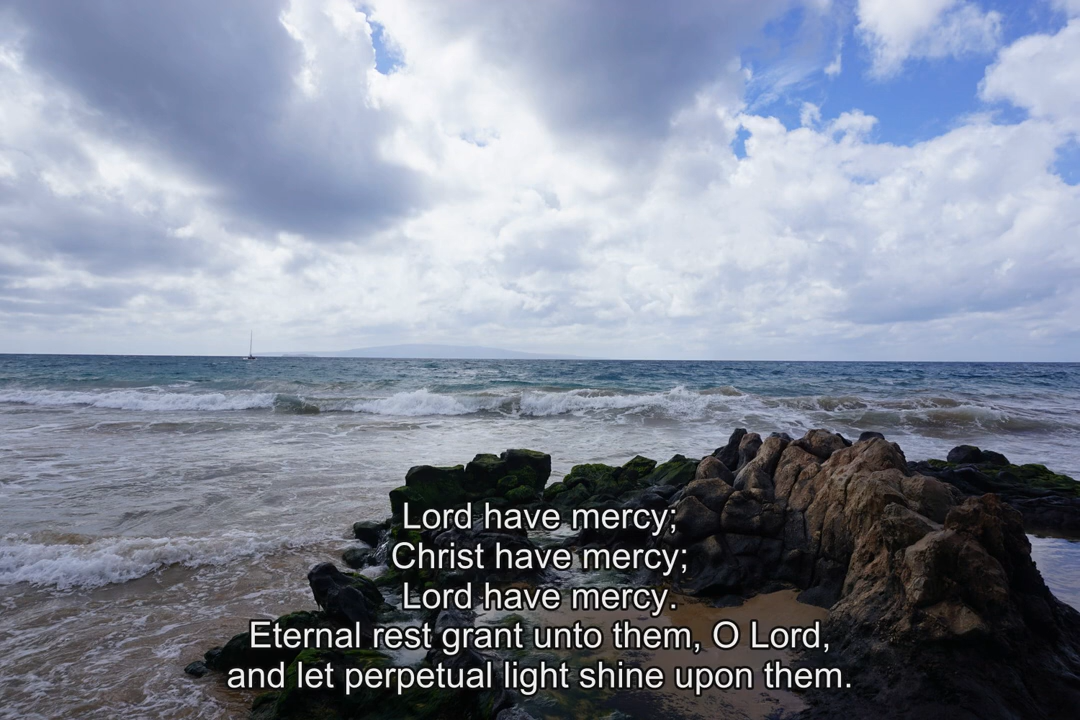 Lord have mercy;
Christ have mercy;
Lord have mercy.
Eternal rest grant unto them, O Lord,
and let perpetual light shine upon them.